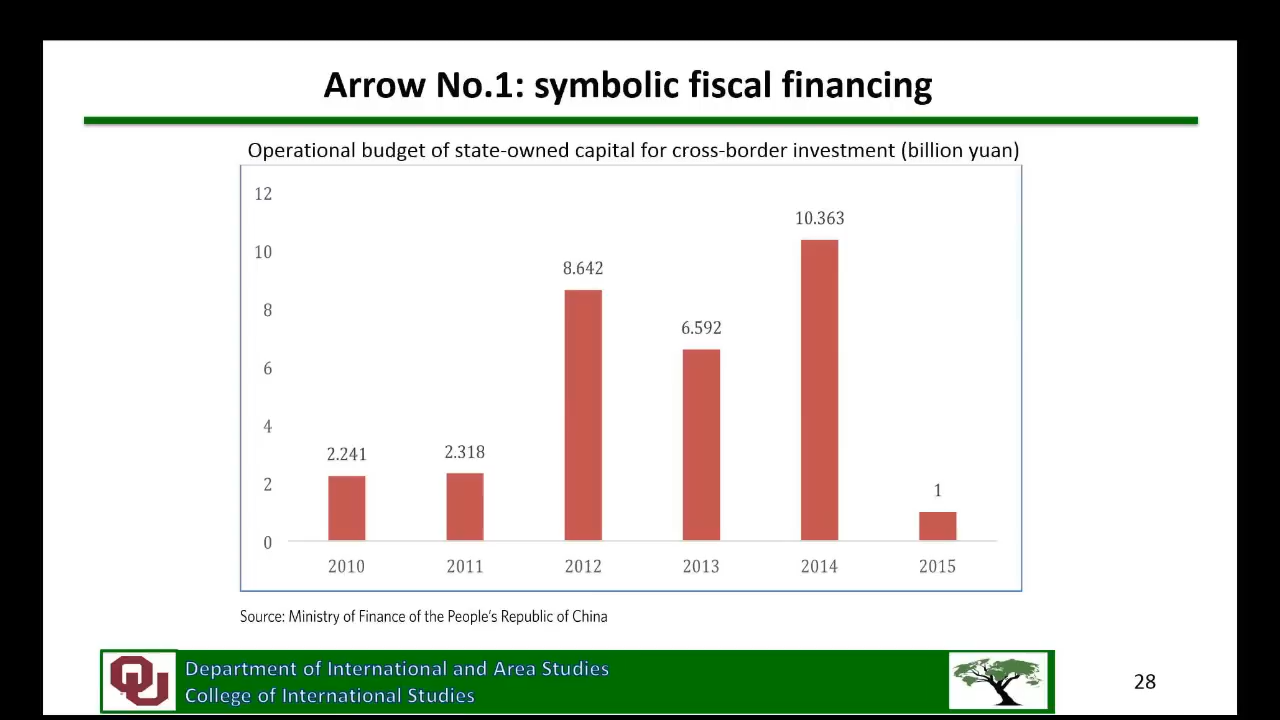 Arrow No.1: symbolic fiscal financing
Operational budget of state-owned capital for cross-border investment (billion yuan)
12
10
8
6
4
2
0
2.241
2.318
8.642
6.592
10.363
1
2010 2011 2012 2013 2014 2015
Source: Ministry of Finance of the People's Republic of China
OU
Department of International and Area Studies
College of International Studies
28